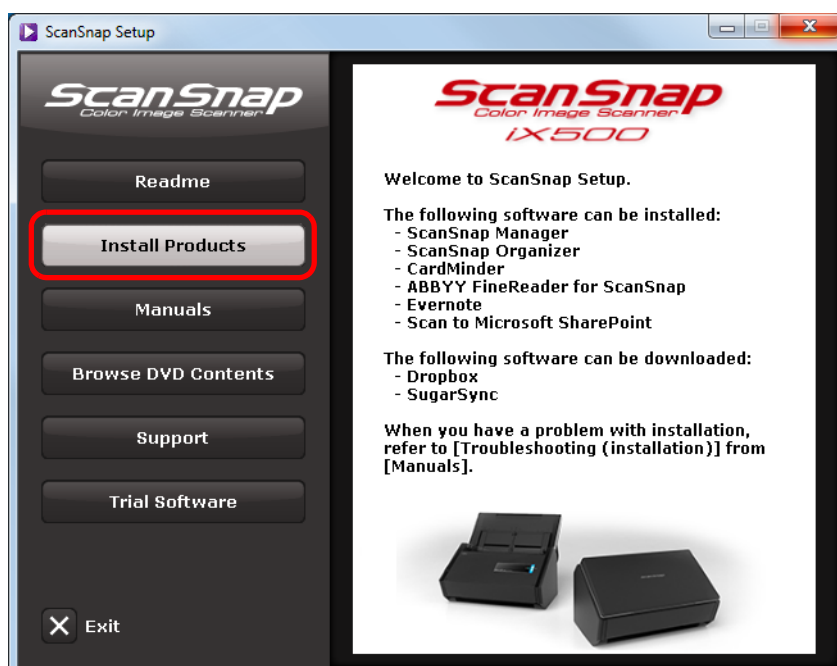 ScanSnap Setup
ScanSnap
Color Image Scanner
Readme
Install Products
Manuals
Browse DVD Contents
Support
Trial Software
Exit
ScanSnap
Color Image Scanner
iX500
Welcome to ScanSnap Setup.
The following software can be installed:
- ScanSnap Manager
- ScanSnap Organizer
- CardMinder
- ABBYY FineReader for ScanSnap
- Evernote
- Scan to Microsoft SharePoint
The following software can be downloaded:
- Dropbox
- SugarSync
When you have a problem with installation,
refer to [Troubleshooting (installation)] from
[Manuals].